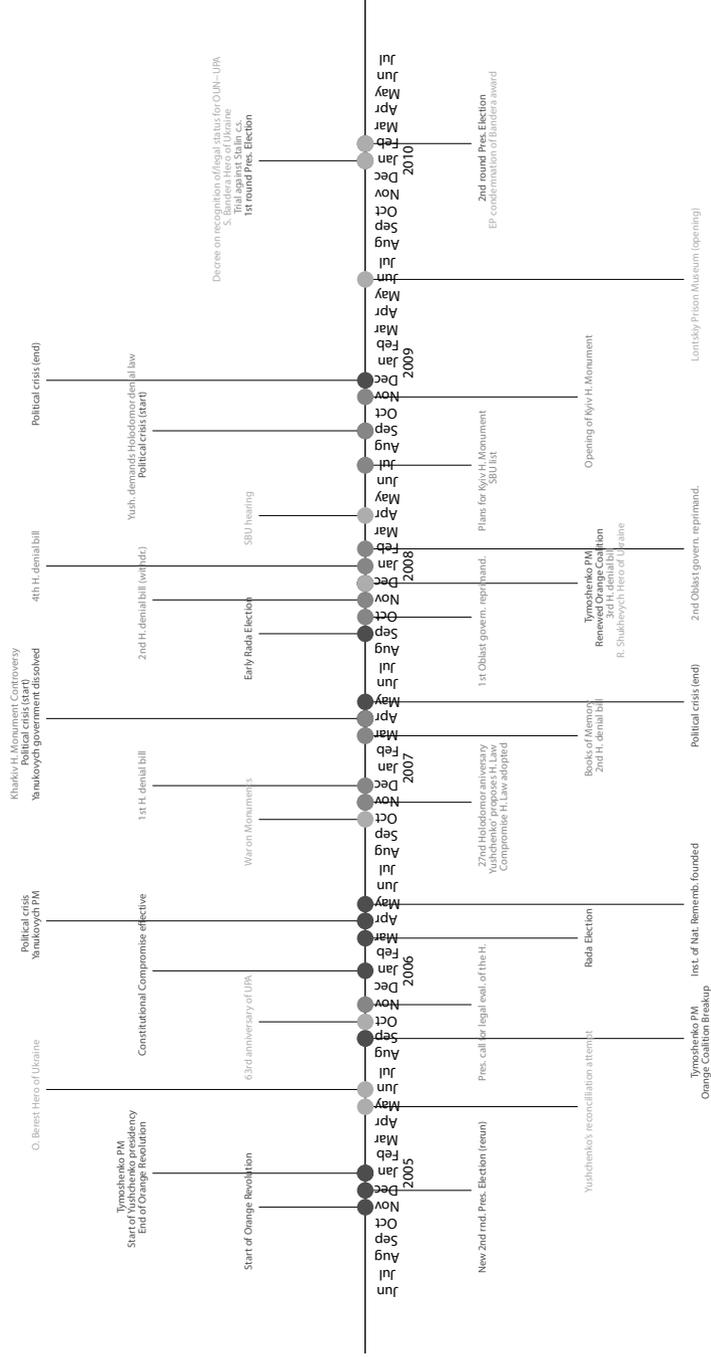 O. Berest Hero of Ukraine
Political crisis
Yanukovych PM
Kharkiv H. Monument Controversy
Political crisis (start)
Yanukovych government dissolved
4th H. denial bill
Political crisis (end)
Tymoshenko PM
Start of Yushchenko presidency
End of Orange Revolution
Constitutional Compromise effective
1st H. denial bill
2nd H. denial bill (withdr.)
Yush. demands Holodomor denial law
Political crisis (start)
Start of Orange Revolution
63rd anniversary of UPA
War on Monuments
Early Rada Election
SBU hearing
Decree on recognition of/legal status for OUN–UPA
S. Bandera Hero of Ukraine
Trial against Stalin c.s.
1st round Pres. Election
Jun
Jul
Aug
Sep
Oct
Nov
Dec
Jan
Feb
Mar
Apr
May
Jun
Jul
Aug
Sep
Oct
Nov
Dec
Jan
Feb
Mar
Apr
May
Jun
Jul
Aug
Sep
Oct
Nov
Dec
Jan
Feb
Mar
Apr
May
Jun
Jul
Aug
Sep
Oct
Nov
Dec
Jan
Feb
Mar
Apr
May
Jun
Jul
Aug
Sep
Oct
Nov
Dec
Jan
Feb
Mar
Apr
May
Jun
Jul
Aug
Sep
Oct
Nov
Dec
Jan
Feb
Mar
Apr
May
Jun
Jul
2005
2006
2007
2008
2009
2010
New 2nd rnd. Pres. Election (rerun)
Pres. call for legal eval. of the H.
27nd Holodomor aniversary
Yushchenko' proposes H. Law
Compromise H. Law adopted
1st Oblast govern. reprimand.
Plans for Kyiv H. Monument
SBU list
2nd round Pres. Election
EP condemnation of Bandera award
Yushchenko's reconcilliation attempt
Rada Election
Books of Memory
2nd H. denial bill
Tymoshenko PM
Renewed Orange Coalition
3rd H. denial bil
R. Shukhevych Hero of Ukraine
Opening of Kyiv H. Monument
Tymoshenko PM
Orange Coalition Breakup
Inst. of Nat. Rememb. founded
Political crisis (end)
2nd Oblast govern. reprimand.
Lontskiy Prison Museum (opening)